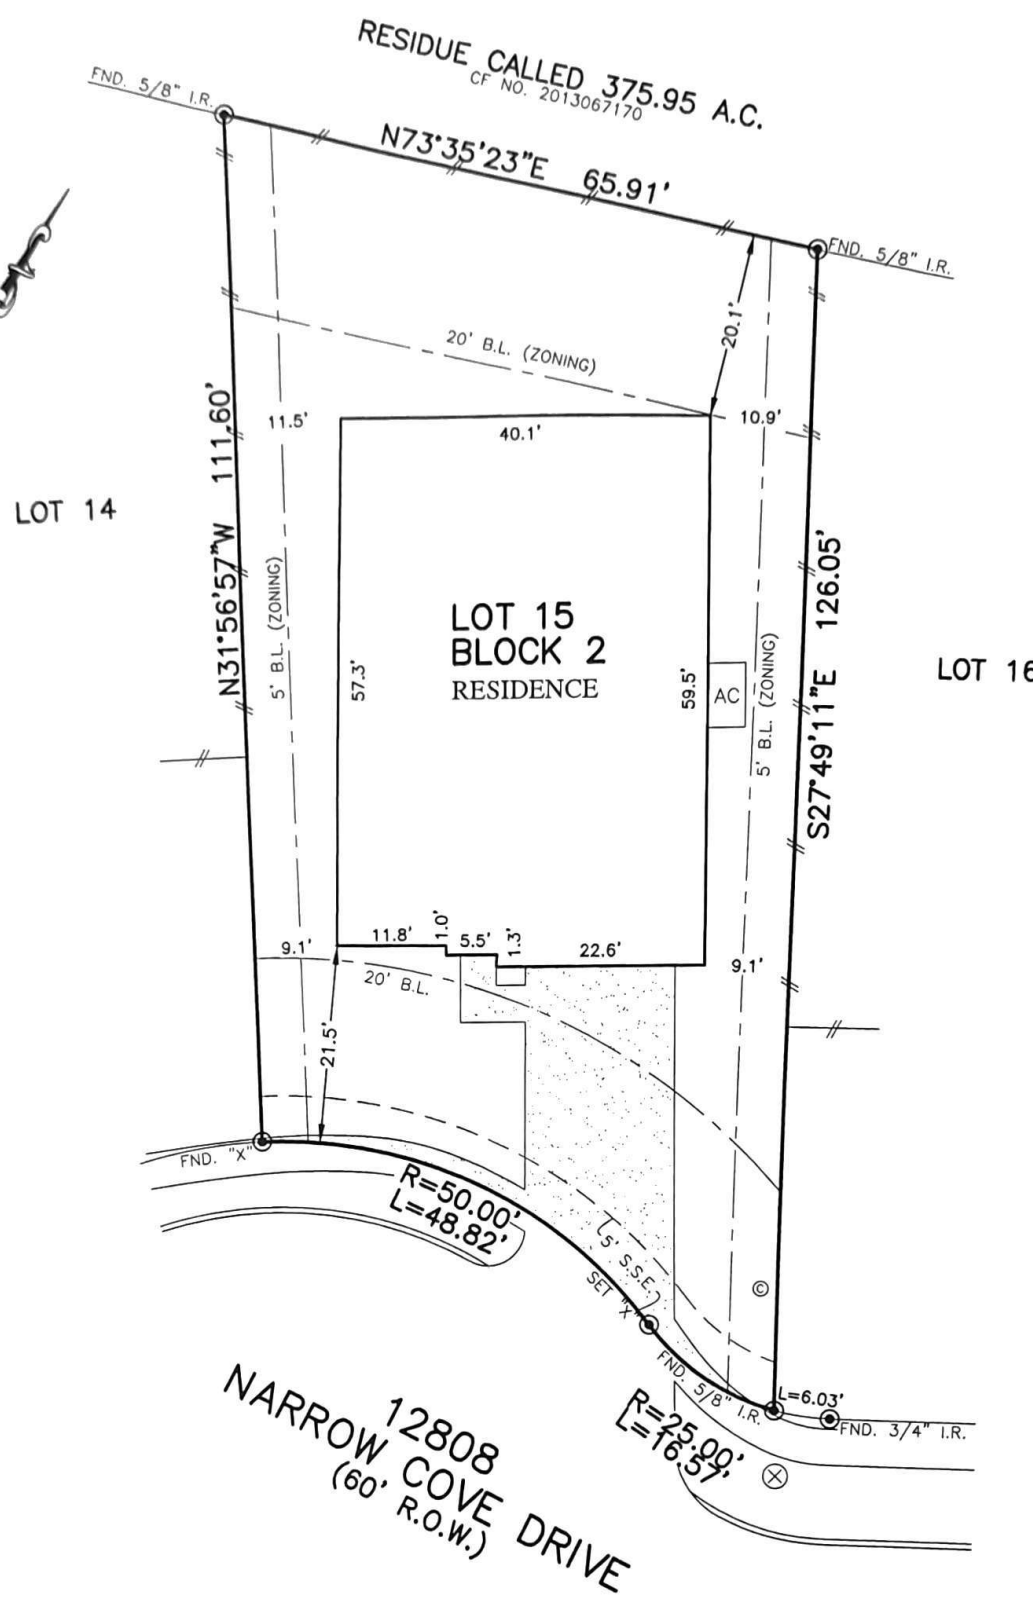 RESIDUE CALLED 375.95 A.C.
CF NO. 2013067170
FND. 5/8" I.R.
N73°35'23"E 65.91'
FND. 5/8" I.R.
20.1'
20' B.L. (ZONING)
11.5'
40.1'
10.9'
N31°56'57"W 111.60'
LOT 14
5' B.L. (ZONING)
57.3'
LOT 15
BLOCK 2
RESIDENCE
59.5'
AC
5' B.L. (ZONING)
S27°49'11"E 126.05'
LOT 16
9.1'
11.8'
1.0'
5.5'
1.3'
22.6'
9.1'
20' B.L.
21.5'
FND. "X"
R=50.00'
L=48.82'
5' S.S.E.
SET "X"
©
FND. 5/8" I.R.
L=6.03'
FND. 3/4" I.R.
R=25.00'
L=16.57'
12808
NARROW COVE DRIVE
(60' R.O.W.)